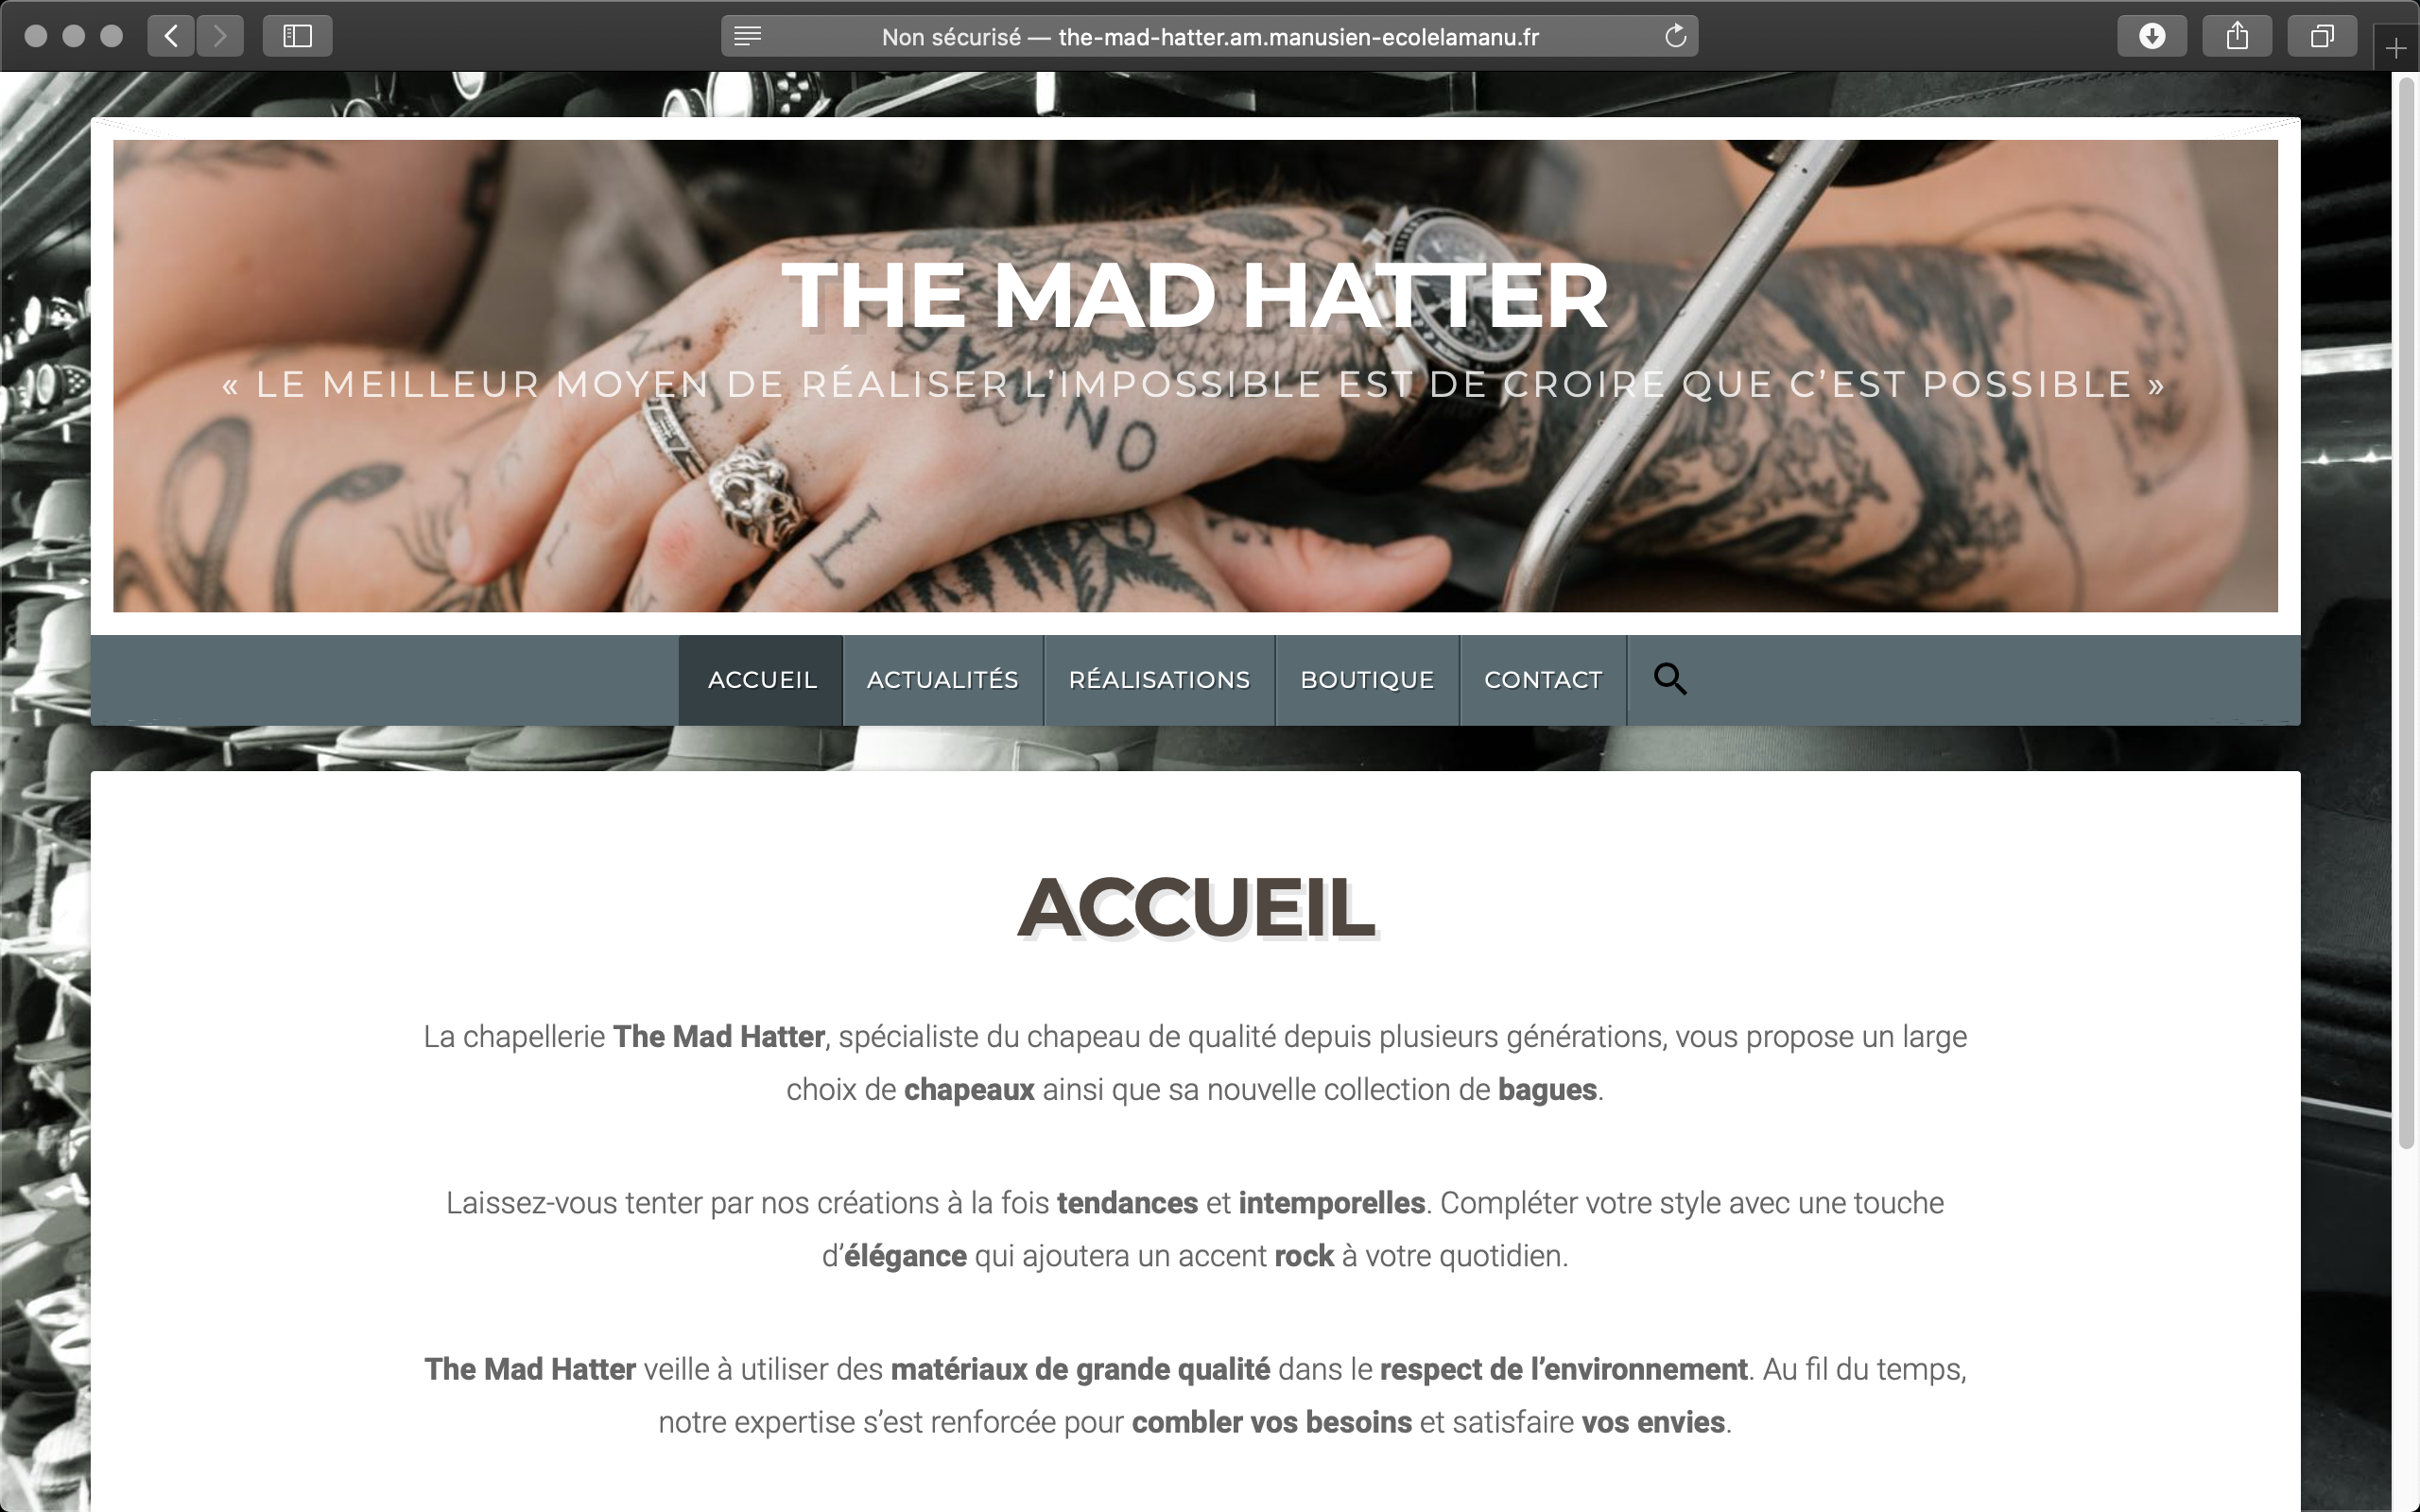 Non sécurisé — the-mad-hatter.am.manusien-ecolelamanu.fr
THE MAD HATTER
« LE MEILLEUR MOYEN DE RÉALISER L’IMPOSSIBLE EST DE CROIRE QUE C’EST POSSIBLE »
ACCUEIL ACTUALITÉS RÉALISATIONS BOUTIQUE CONTACT
ACCUEIL
La chapellerie The Mad Hatter, spécialiste du chapeau de qualité depuis plusieurs générations, vous propose un large
choix de chapeaux ainsi que sa nouvelle collection de bagues.
Laissez-vous tenter par nos créations à la fois tendances et intemporelles. Compléter votre style avec une touche
d’élégance qui ajoutera un accent rock à votre quotidien.
The Mad Hatter veille à utiliser des matériaux de grande qualité dans le respect de l’environnement. Au fil du temps,
notre expertise s’est renforcée pour combler vos besoins et satisfaire vos envies.